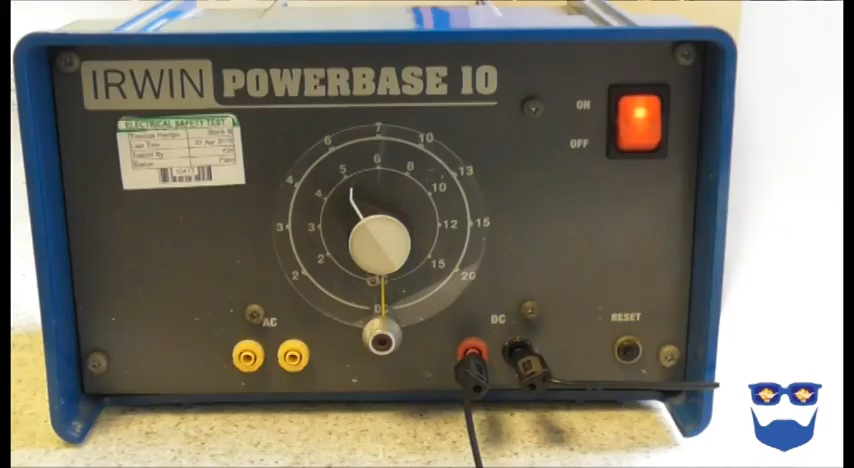 IRWIN POWERBASE 10
ELECTRICAL SAFETY TEST
ON
OFF
7
6 10
6
5 8
4 13
4 10
3 3 12 15
2 15
2 20
AC
DC
DC
RESET